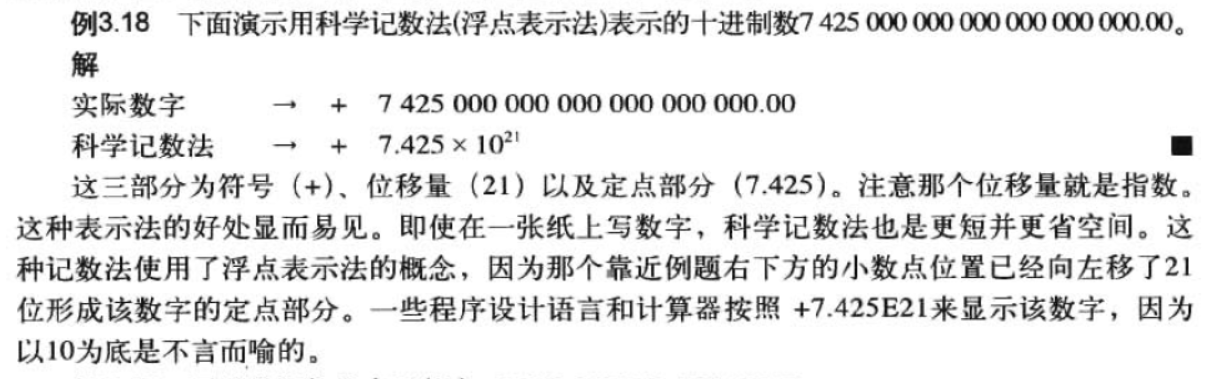 例3.18 下面演示用科学记数法(浮点表示法)表示的十进制数7 425 000 000 000 000 000 000.00。
解
实际数字 → + 7 425 000 000 000 000 000 000.00
科学记数法 → + 7.425 × 10²¹ ■
这三部分为符号（+）、位移量（21）以及定点部分（7.425）。注意那个位移量就是指数。
这种表示法的好处显而易见。即使在一张纸上写数字，科学记数法也是更短并更省空间。这
种记数法使用了浮点表示法的概念，因为那个靠近例题右下方的小数点位置已经向左移了21
位形成该数字的定点部分。一些程序设计语言和计算器按照 +7.425E21来显示该数字，因为
以10为底是不言而喻的。